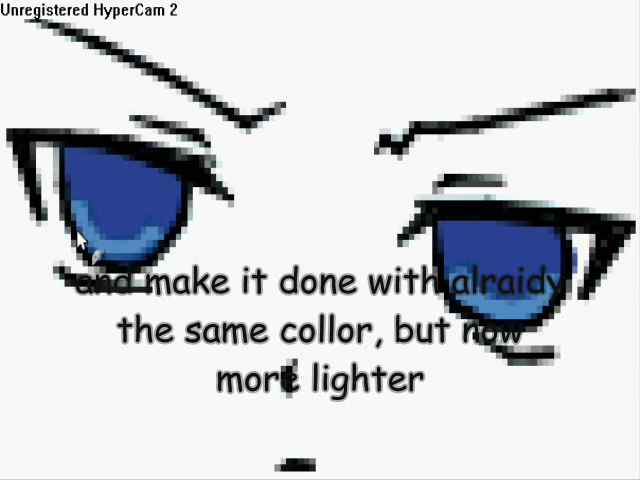 Unregistered HyperCam 2
and make it done with alraidy
the same collor, but now
more lighter